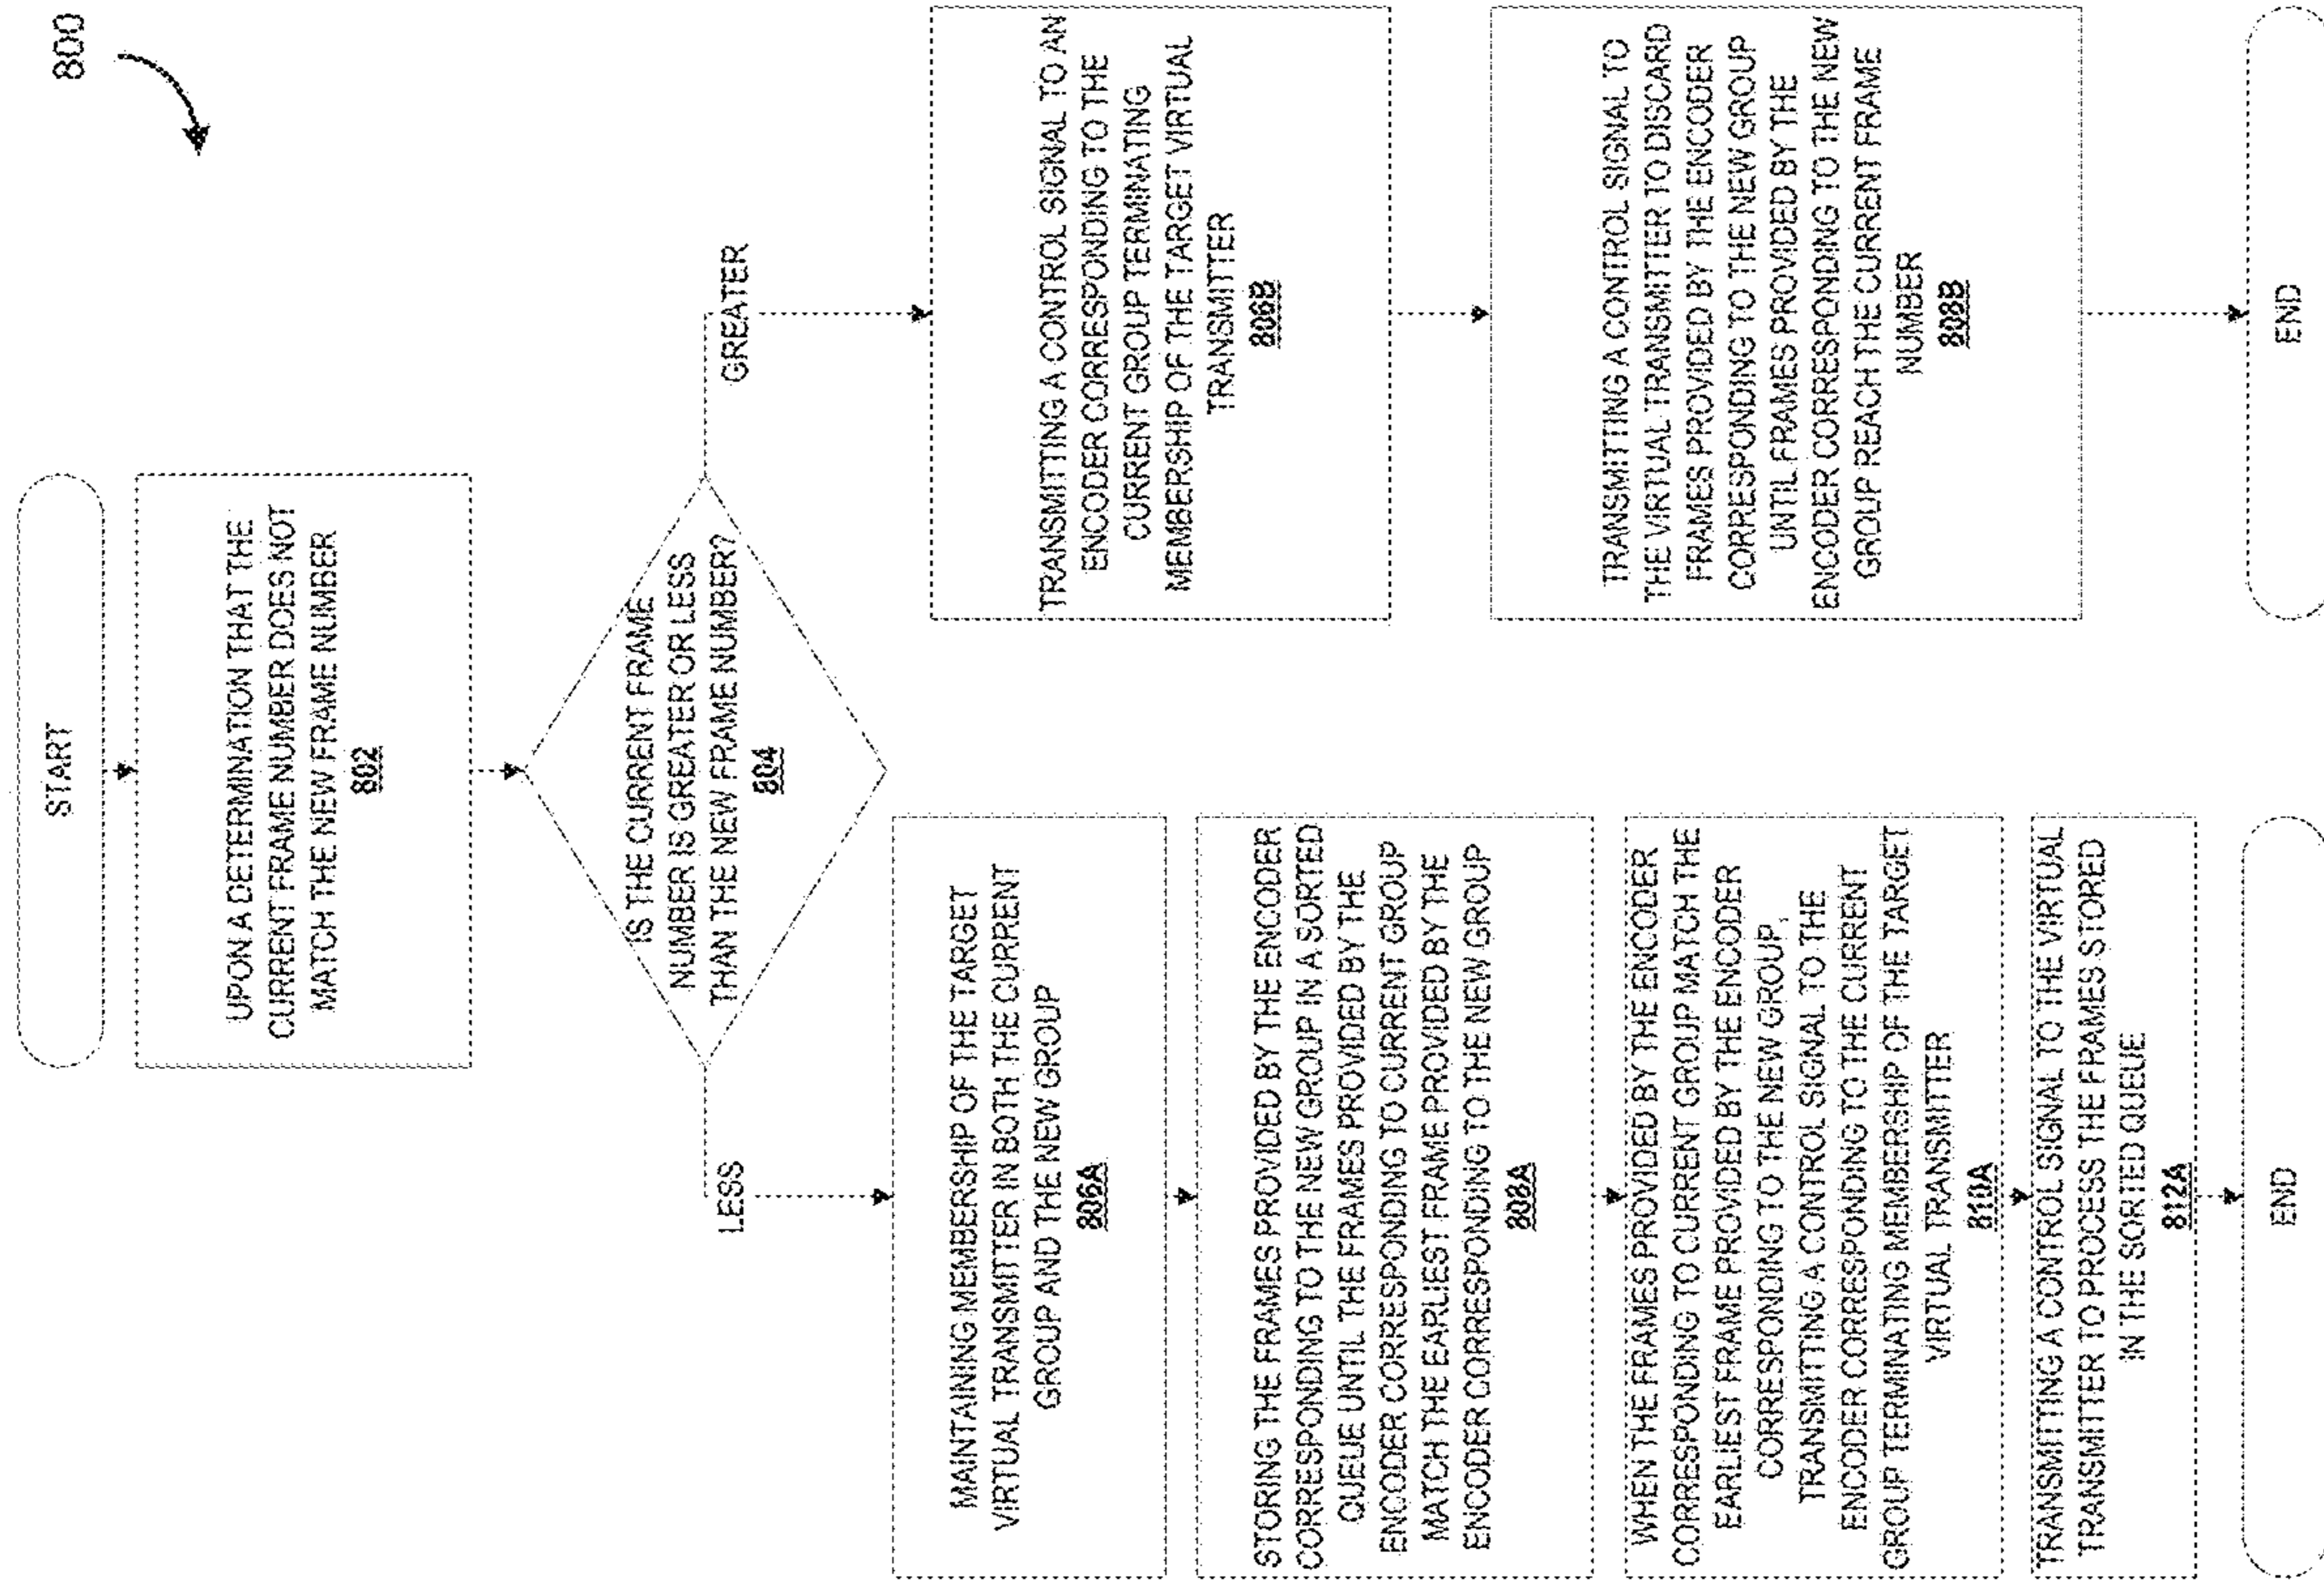 800
START
UPON A DETERMINATION THAT THE
CURRENT FRAME NUMBER DOES NOT
MATCH THE NEW FRAME NUMBER
802
IS THE CURRENT FRAME
NUMBER IS GREATER OR LESS
THAN THE NEW FRAME NUMBER?
804
LESS
GREATER
MAINTAINING MEMBERSHIP OF THE TARGET
VIRTUAL TRANSMITTER IN BOTH THE CURRENT
GROUP AND THE NEW GROUP
806A
STORING THE FRAMES PROVIDED BY THE ENCODER
CORRESPONDING TO THE NEW GROUP IN A SORTED
QUEUE UNTIL THE FRAMES PROVIDED BY THE
ENCODER CORRESPONDING TO CURRENT GROUP
MATCH THE EARLIEST FRAME PROVIDED BY THE
ENCODER CORRESPONDING TO THE NEW GROUP
808A
WHEN THE FRAMES PROVIDED BY THE ENCODER
CORRESPONDING TO CURRENT GROUP MATCH THE
EARLIEST FRAME PROVIDED BY THE ENCODER
CORRESPONDING TO THE NEW GROUP,
TRANSMITTING A CONTROL SIGNAL TO THE
ENCODER CORRESPONDING TO THE CURRENT
GROUP TERMINATING MEMBERSHIP OF THE TARGET
VIRTUAL TRANSMITTER
810A
TRANSMITTING A CONTROL SIGNAL TO THE VIRTUAL
TRANSMITTER TO PROCESS THE FRAMES STORED
IN THE SORTED QUEUE
812A
END
TRANSMITTING A CONTROL SIGNAL TO AN
ENCODER CORRESPONDING TO THE
CURRENT GROUP TERMINATING
MEMBERSHIP OF THE TARGET VIRTUAL
TRANSMITTER
806B
TRANSMITTING A CONTROL SIGNAL TO
THE VIRTUAL TRANSMITTER TO DISCARD
FRAMES PROVIDED BY THE ENCODER
CORRESPONDING TO THE NEW GROUP
UNTIL FRAMES PROVIDED BY THE
ENCODER CORRESPONDING TO THE NEW
GROUP REACH THE CURRENT FRAME
NUMBER
808B
END